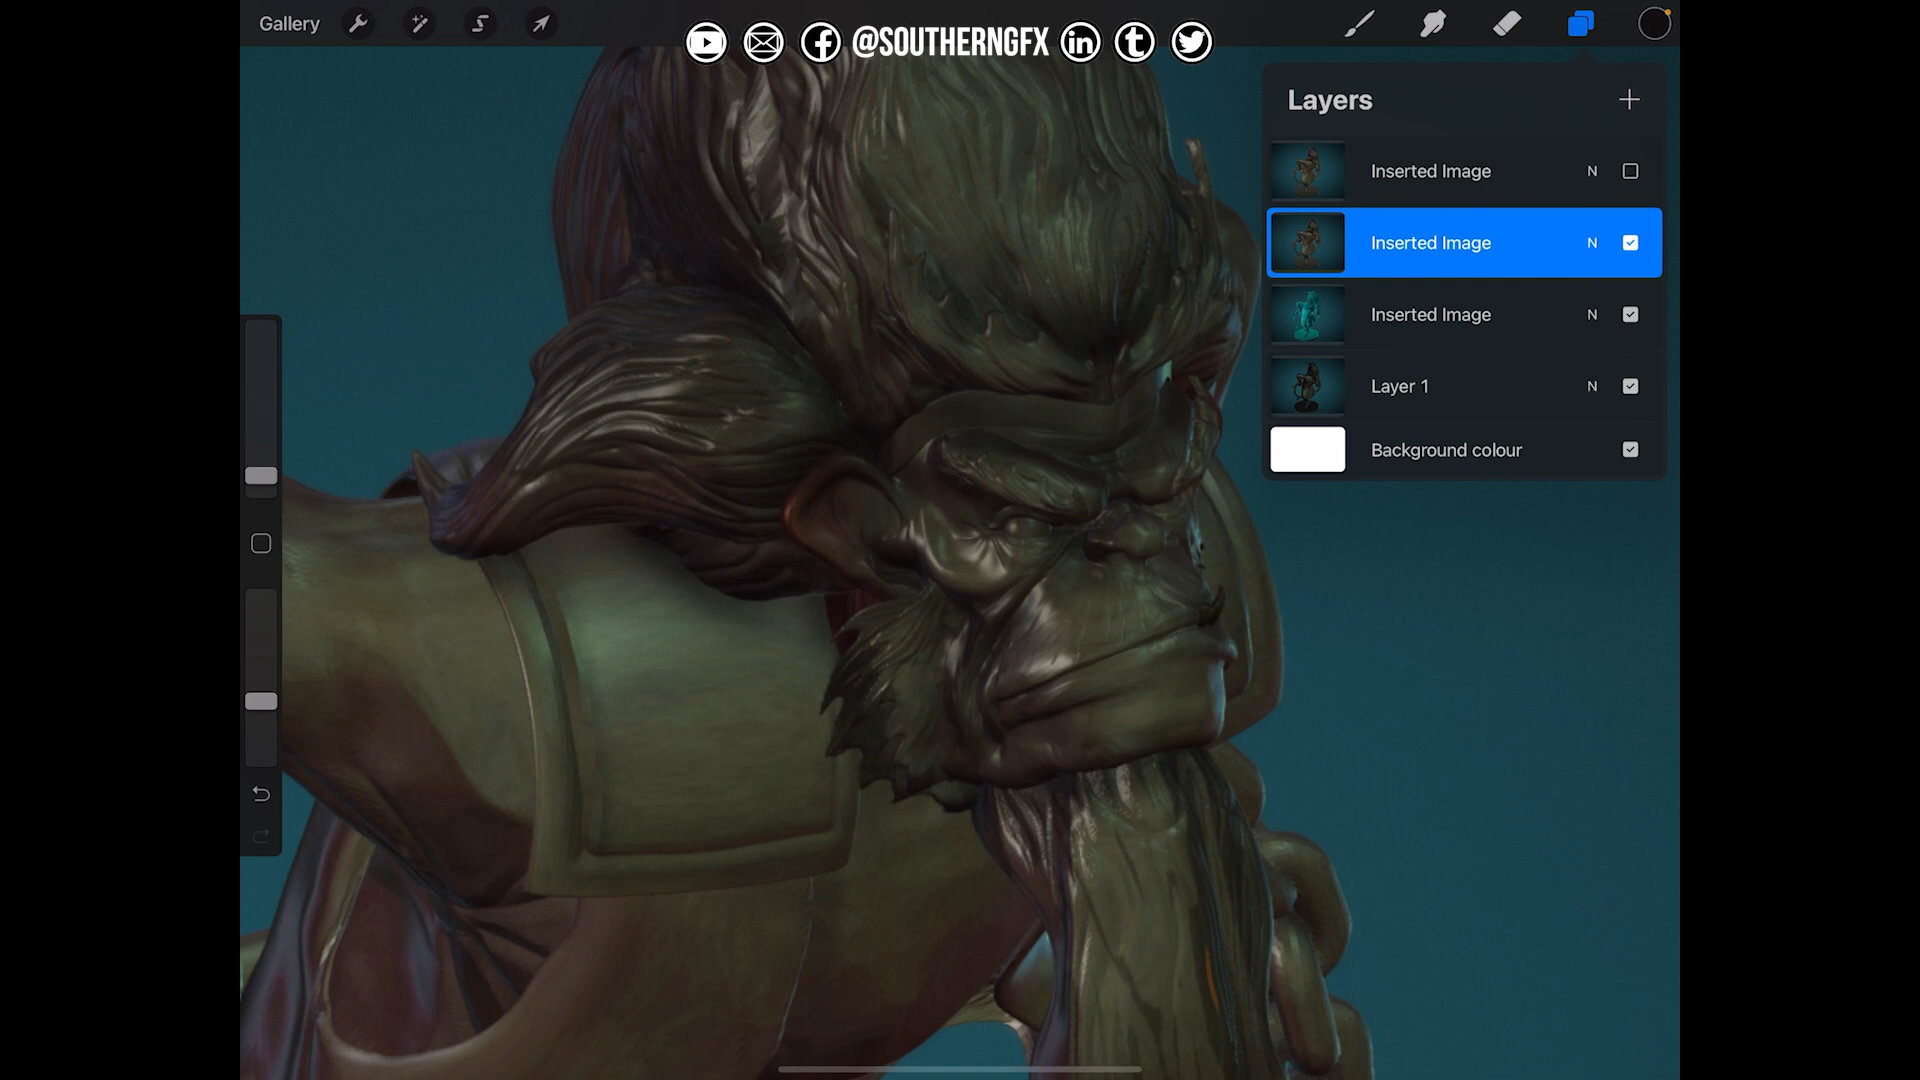 Gallery
@SOUTHERNGFX
Layers
Inserted Image N
Inserted Image N
Inserted Image N
Layer 1 N
Background colour